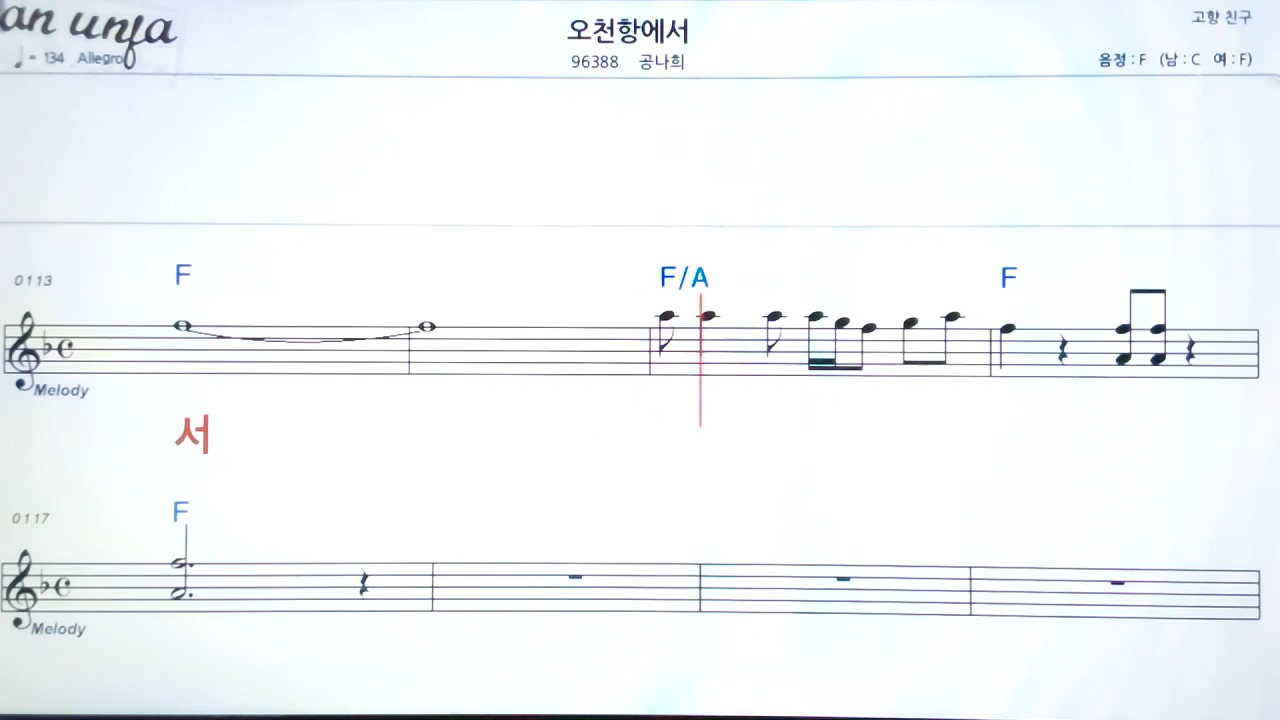 an unfa
♩ = 134 Allegro
오천항에서
96388 공나희
고향 친구
음정 : F (남 : C 여 : F)
0113
F F/A F
Melody
서
0117
F
Melody